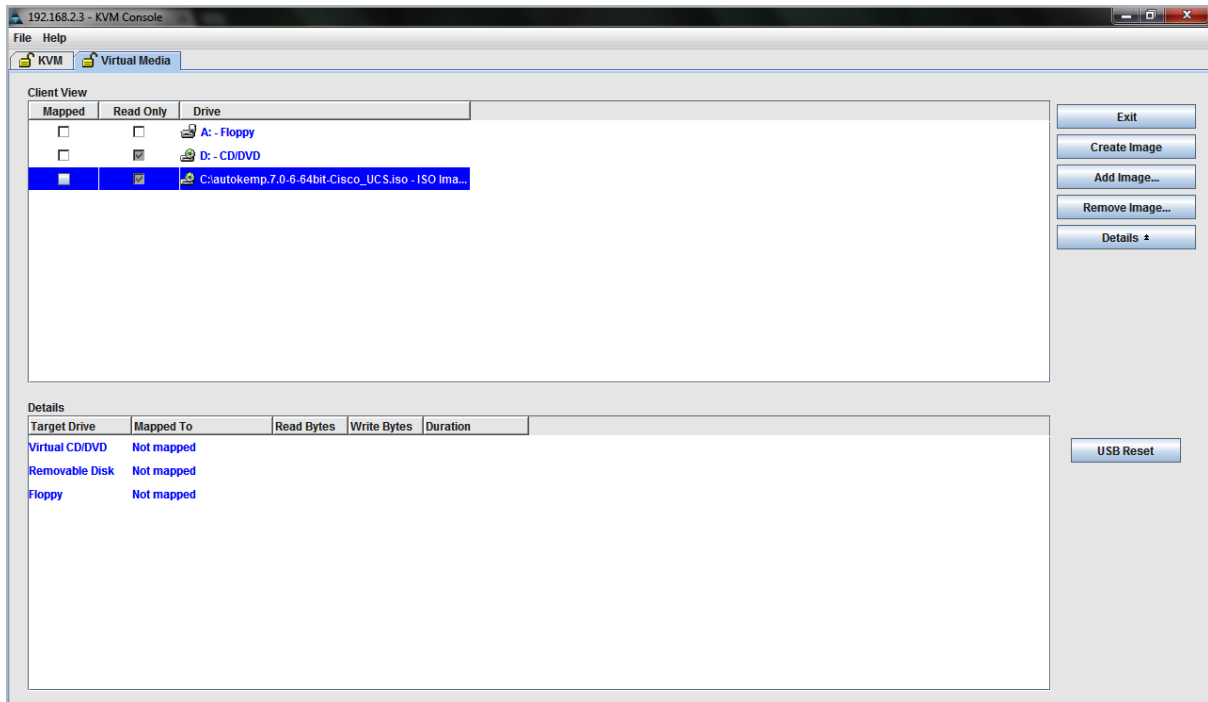 192.168.2.3 - KVM Console
File Help
KVM Virtual Media
Client View
Mapped Read Only Drive
A: - Floppy
D: - CD/DVD
C:\autokemp.7.0-6-64bit-Cisco_UCS.iso - ISO Ima...
Exit
Create Image
Add Image...
Remove Image...
Details
Details
Target Drive Mapped To Read Bytes Write Bytes Duration
Virtual CD/DVD Not mapped
Removable Disk Not mapped
Floppy Not mapped
USB Reset